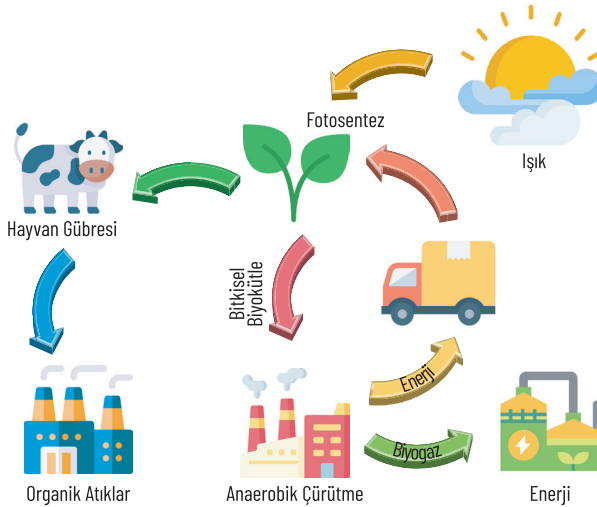 Fotosentez
Işık
Hayvan Gübresi
Bitkisel
Biyokütle
Enerji
Biyogaz
Organik Atıklar
Anaerobik Çürütme
Enerji